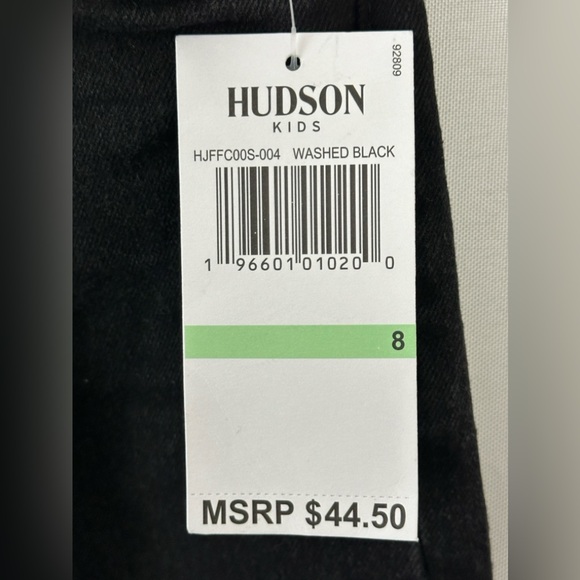 92809
HUDSON
KIDS
HJFFC00S-004 WASHED BLACK
1 96601 01020 0
8
MSRP $44.50